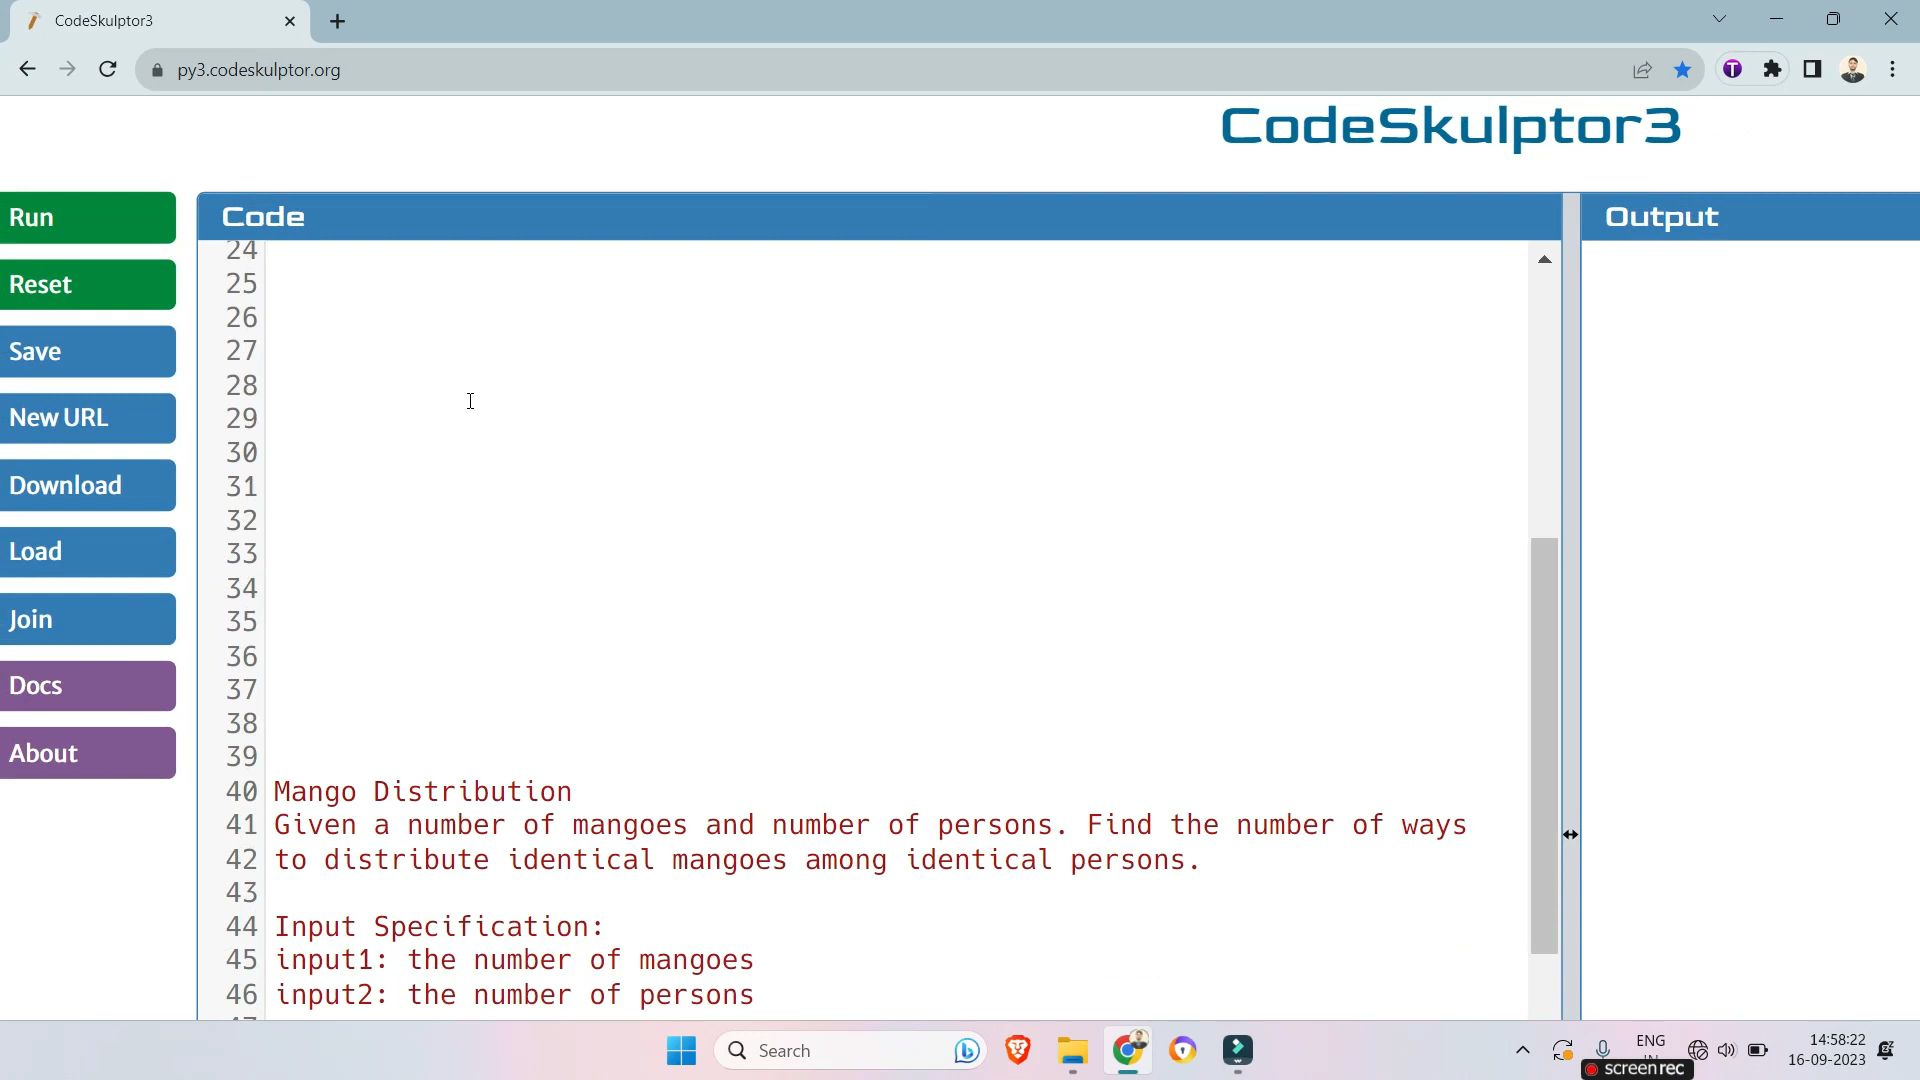 CodeSkulptor3
py3.codeskulptor.org
T
CodeSkulptor3
Run
Reset
Save
New URL
Download
Load
Join
Docs
About
Code
Output
24
25
26
27
28
29
30
31
32
33
34
35
36
37
38
39
40 Mango Distribution
41 Given a number of mangoes and number of persons. Find the number of ways
42 to distribute identical mangoes among identical persons.
43
44 Input Specification:
45 input1: the number of mangoes
46 input2: the number of persons
Search
ENG
14:58:22
16-09-2023
screenrec